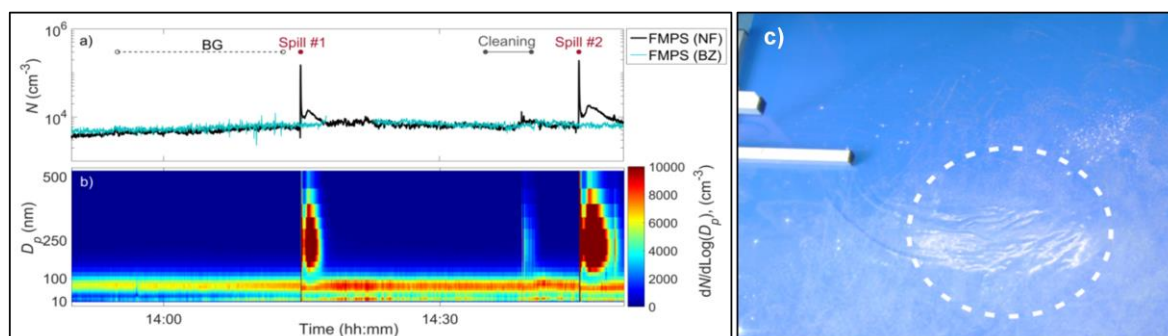 a)
BG
Spill #1
Cleaning
Spill #2
FMPS (NF)
FMPS (BZ)
10^6
10^4
N (cm^-3)
b)
500
250
100
10
D_p (nm)
14:00
14:30
Time (hh:mm)
10000
8000
6000
4000
2000
0
dN/dLog(D_p), (cm^-3)
c)